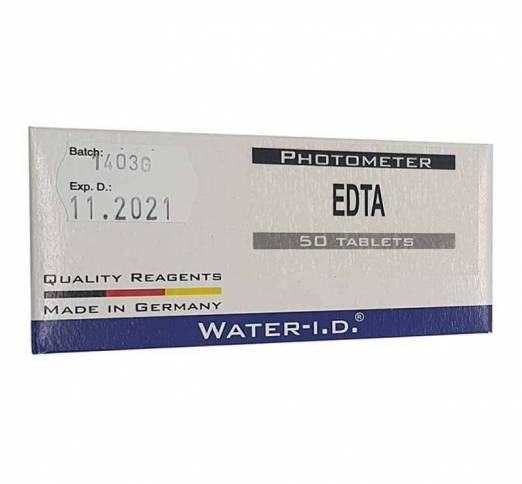 Batch: 1403G
Exp. D.:
11.2021
PHOTOMETER
EDTA
50 TABLETS
QUALITY REAGENTS
MADE IN GERMANY
WATER-I.D.®